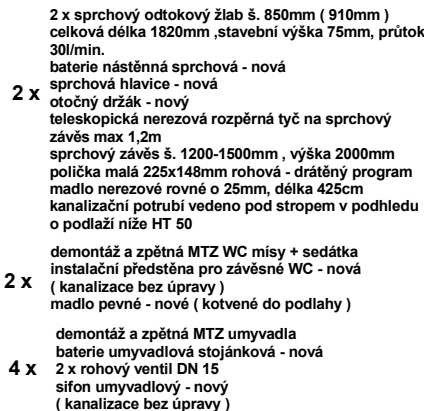 2 x sprchový odtokový žlab š. 850mm ( 910mm )
celková délka 1820mm ,stavební výška 75mm, průtok
30l/min.
baterie nástěnná sprchová - nová
2 x sprchová hlavice - nová
otočný držák - nový
teleskopická nerezová rozpěrná tyč na sprchový
závěs max 1,2m
sprchový závěs š. 1200-1500mm , výška 2000mm
polička malá 225x148mm rohová - drátěný program
madlo nerezové rovné o 25mm, délka 425cm
kanalizační potrubí vedeno pod stropem v podhledu
o podlaží níže HT 50
demontáž a zpětná MTZ WC mísy + sedátka
instalační předstěna pro závěsné WC - nová
2 x
( kanalizace bez úpravy )
madlo pevné - nové ( kotvené do podlahy )
demontáž a zpětná MTZ umyvadla
baterie umyvadlová stojánková - nová
4 x 2 x rohový ventil DN 15
sifon umyvadlový - nový
( kanalizace bez úpravy )